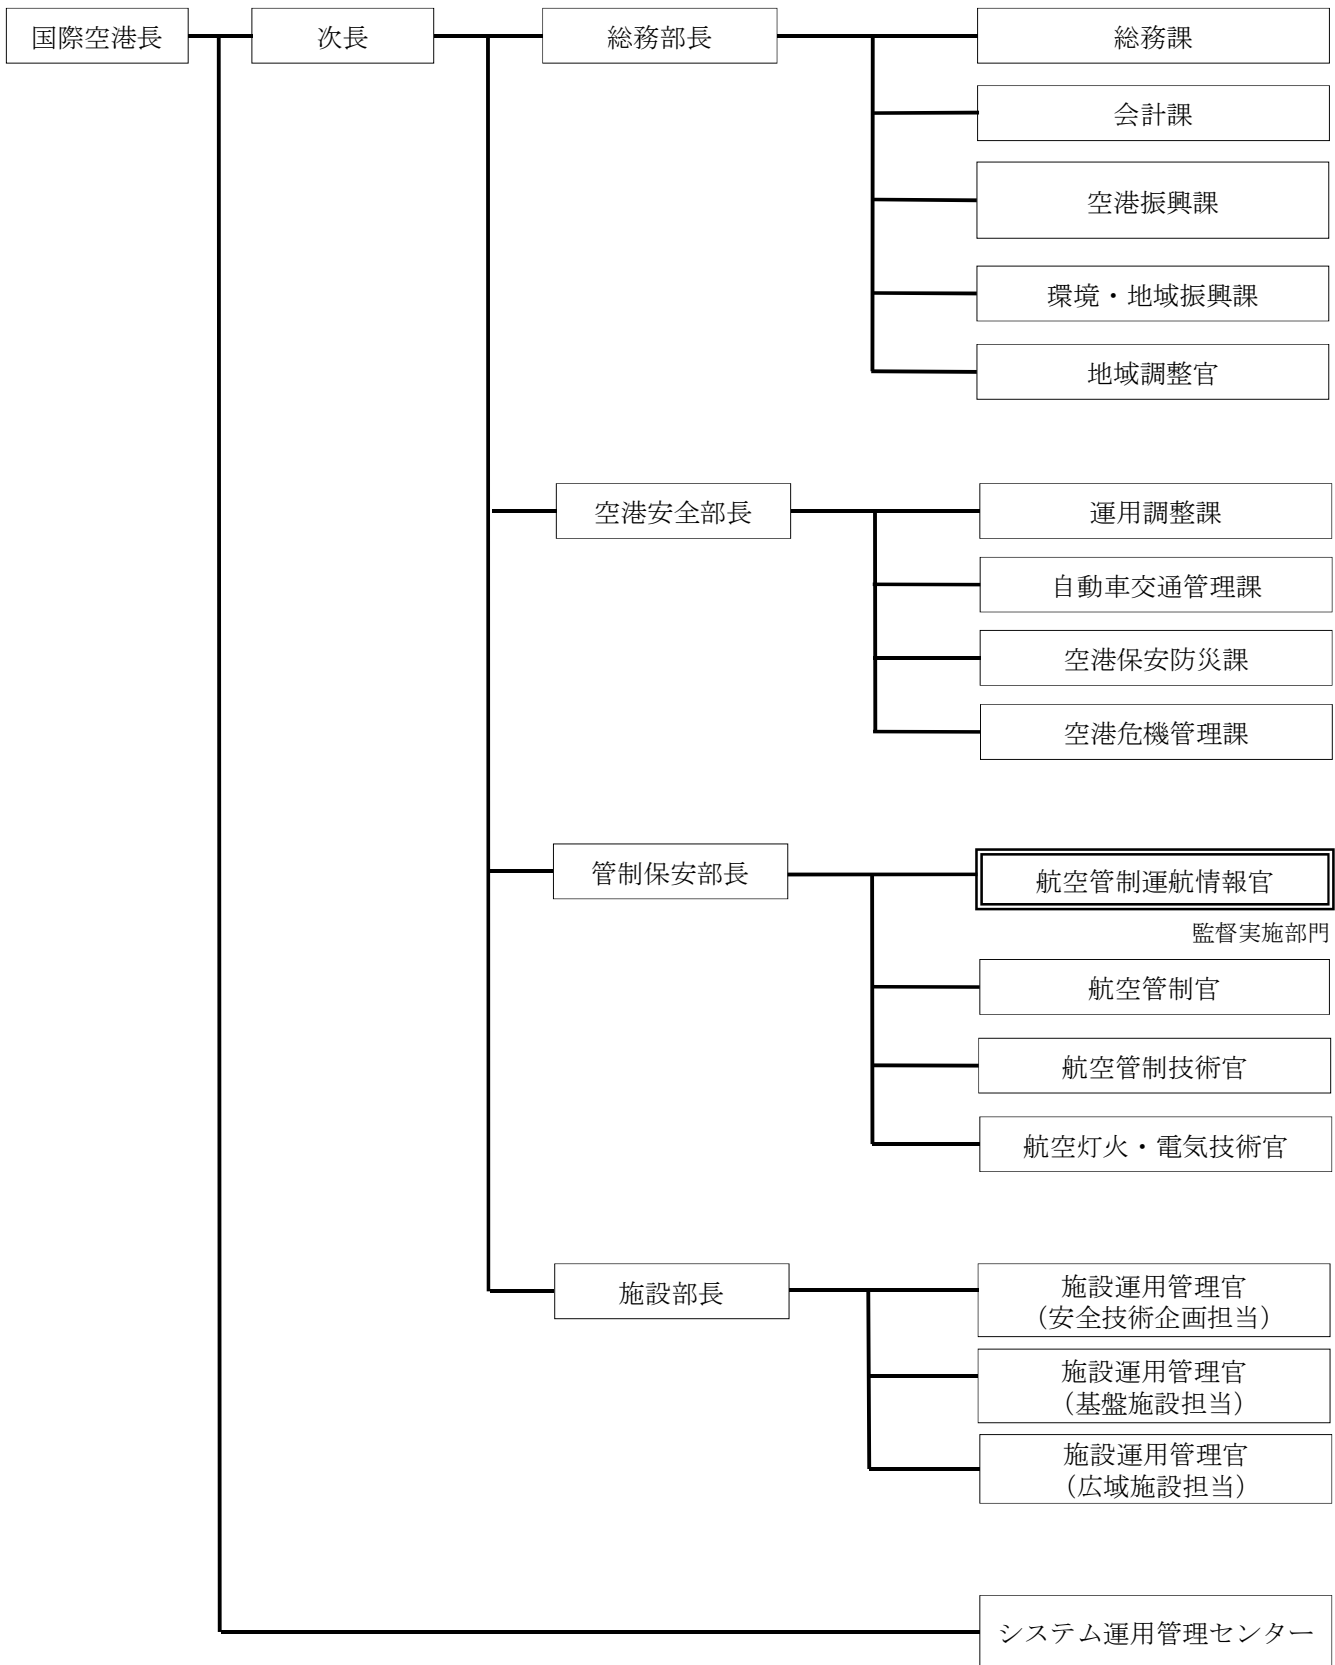 国際空港長
次長
総務部長
総務課
会計課
空港振興課
環境・地域振興課
地域調整官
空港安全部長
運用調整課
自動車交通管理課
空港保安防災課
空港危機管理課
管制保安部長
航空管制運航情報官
監督実施部門
航空管制官
航空管制技術官
航空灯火・電気技術官
施設部長
施設運用管理官
(安全技術企画担当)
施設運用管理官
(基盤施設担当)
施設運用管理官
(広域施設担当)
システム運用管理センター